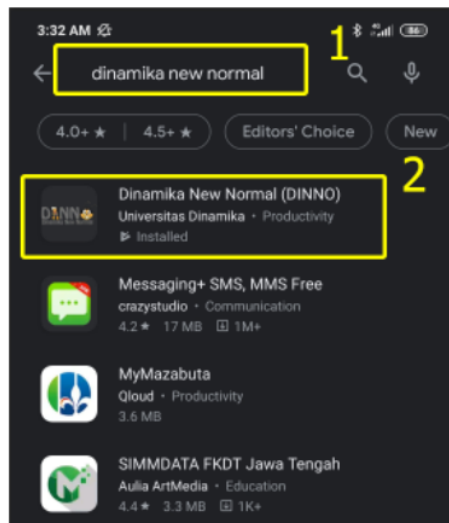 3:32 AM
86
1
dinamika new normal
4.0+ ★ | 4.5+ ★
Editors' Choice
New
2
DINN
Dinamika New Normal (DINNO)
Universitas Dinamika • Productivity
Installed
Messaging+ SMS, MMS Free
crazystudio • Communication
4.2 ★ 17 MB 1M+
MyMazabuta
Qloud • Productivity
3.6 MB
SIMMDATA FKDT Jawa Tengah
Aulia ArtMedia • Education
4.4 ★ 3.3 MB 1K+